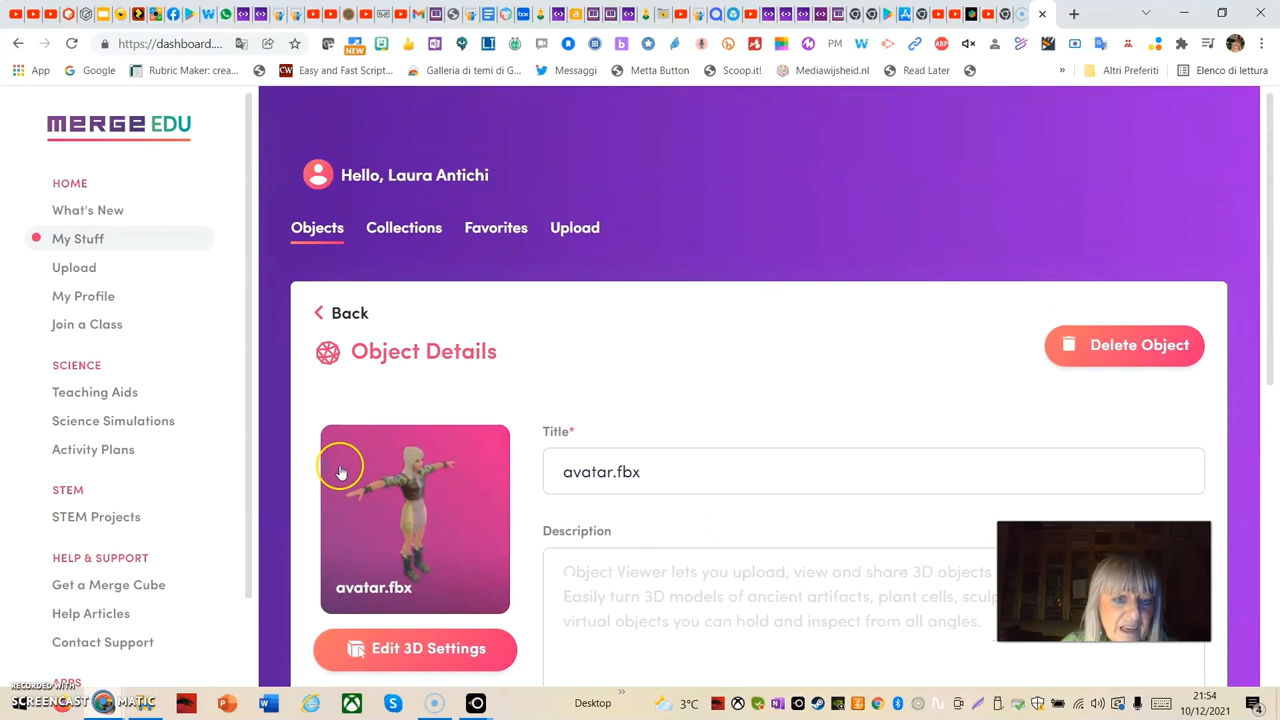 https://dashboard....
NEW
PM
ABP
App
Google
Rubric Maker: crea...
CW
Easy and Fast Script...
Galleria di temi di G...
Messaggi
Metta Button
Scoop.it!
Mediawijsheid.nl
Read Later
»
Altri Preferiti
Elenco di lettura
MERGE EDU
HOME
What's New
My Stuff
Upload
My Profile
Join a Class
SCIENCE
Teaching Aids
Science Simulations
Activity Plans
STEM
STEM Projects
HELP & SUPPORT
Get a Merge Cube
Help Articles
Contact Support
APPS
Hello, Laura Antichi
Objects Collections Favorites Upload
Back
Object Details
Delete Object
avatar.fbx
Edit 3D Settings
Title*
avatar.fbx
Description
Object Viewer lets you upload, view and share 3D objects
Easily turn 3D models of ancient artifacts, plant cells,
virtual objects you can hold and inspect from all angles.
RECORDED WITH
SCREENCAST MATIC
Desktop
»
3°C
21:54
10/12/2021
4